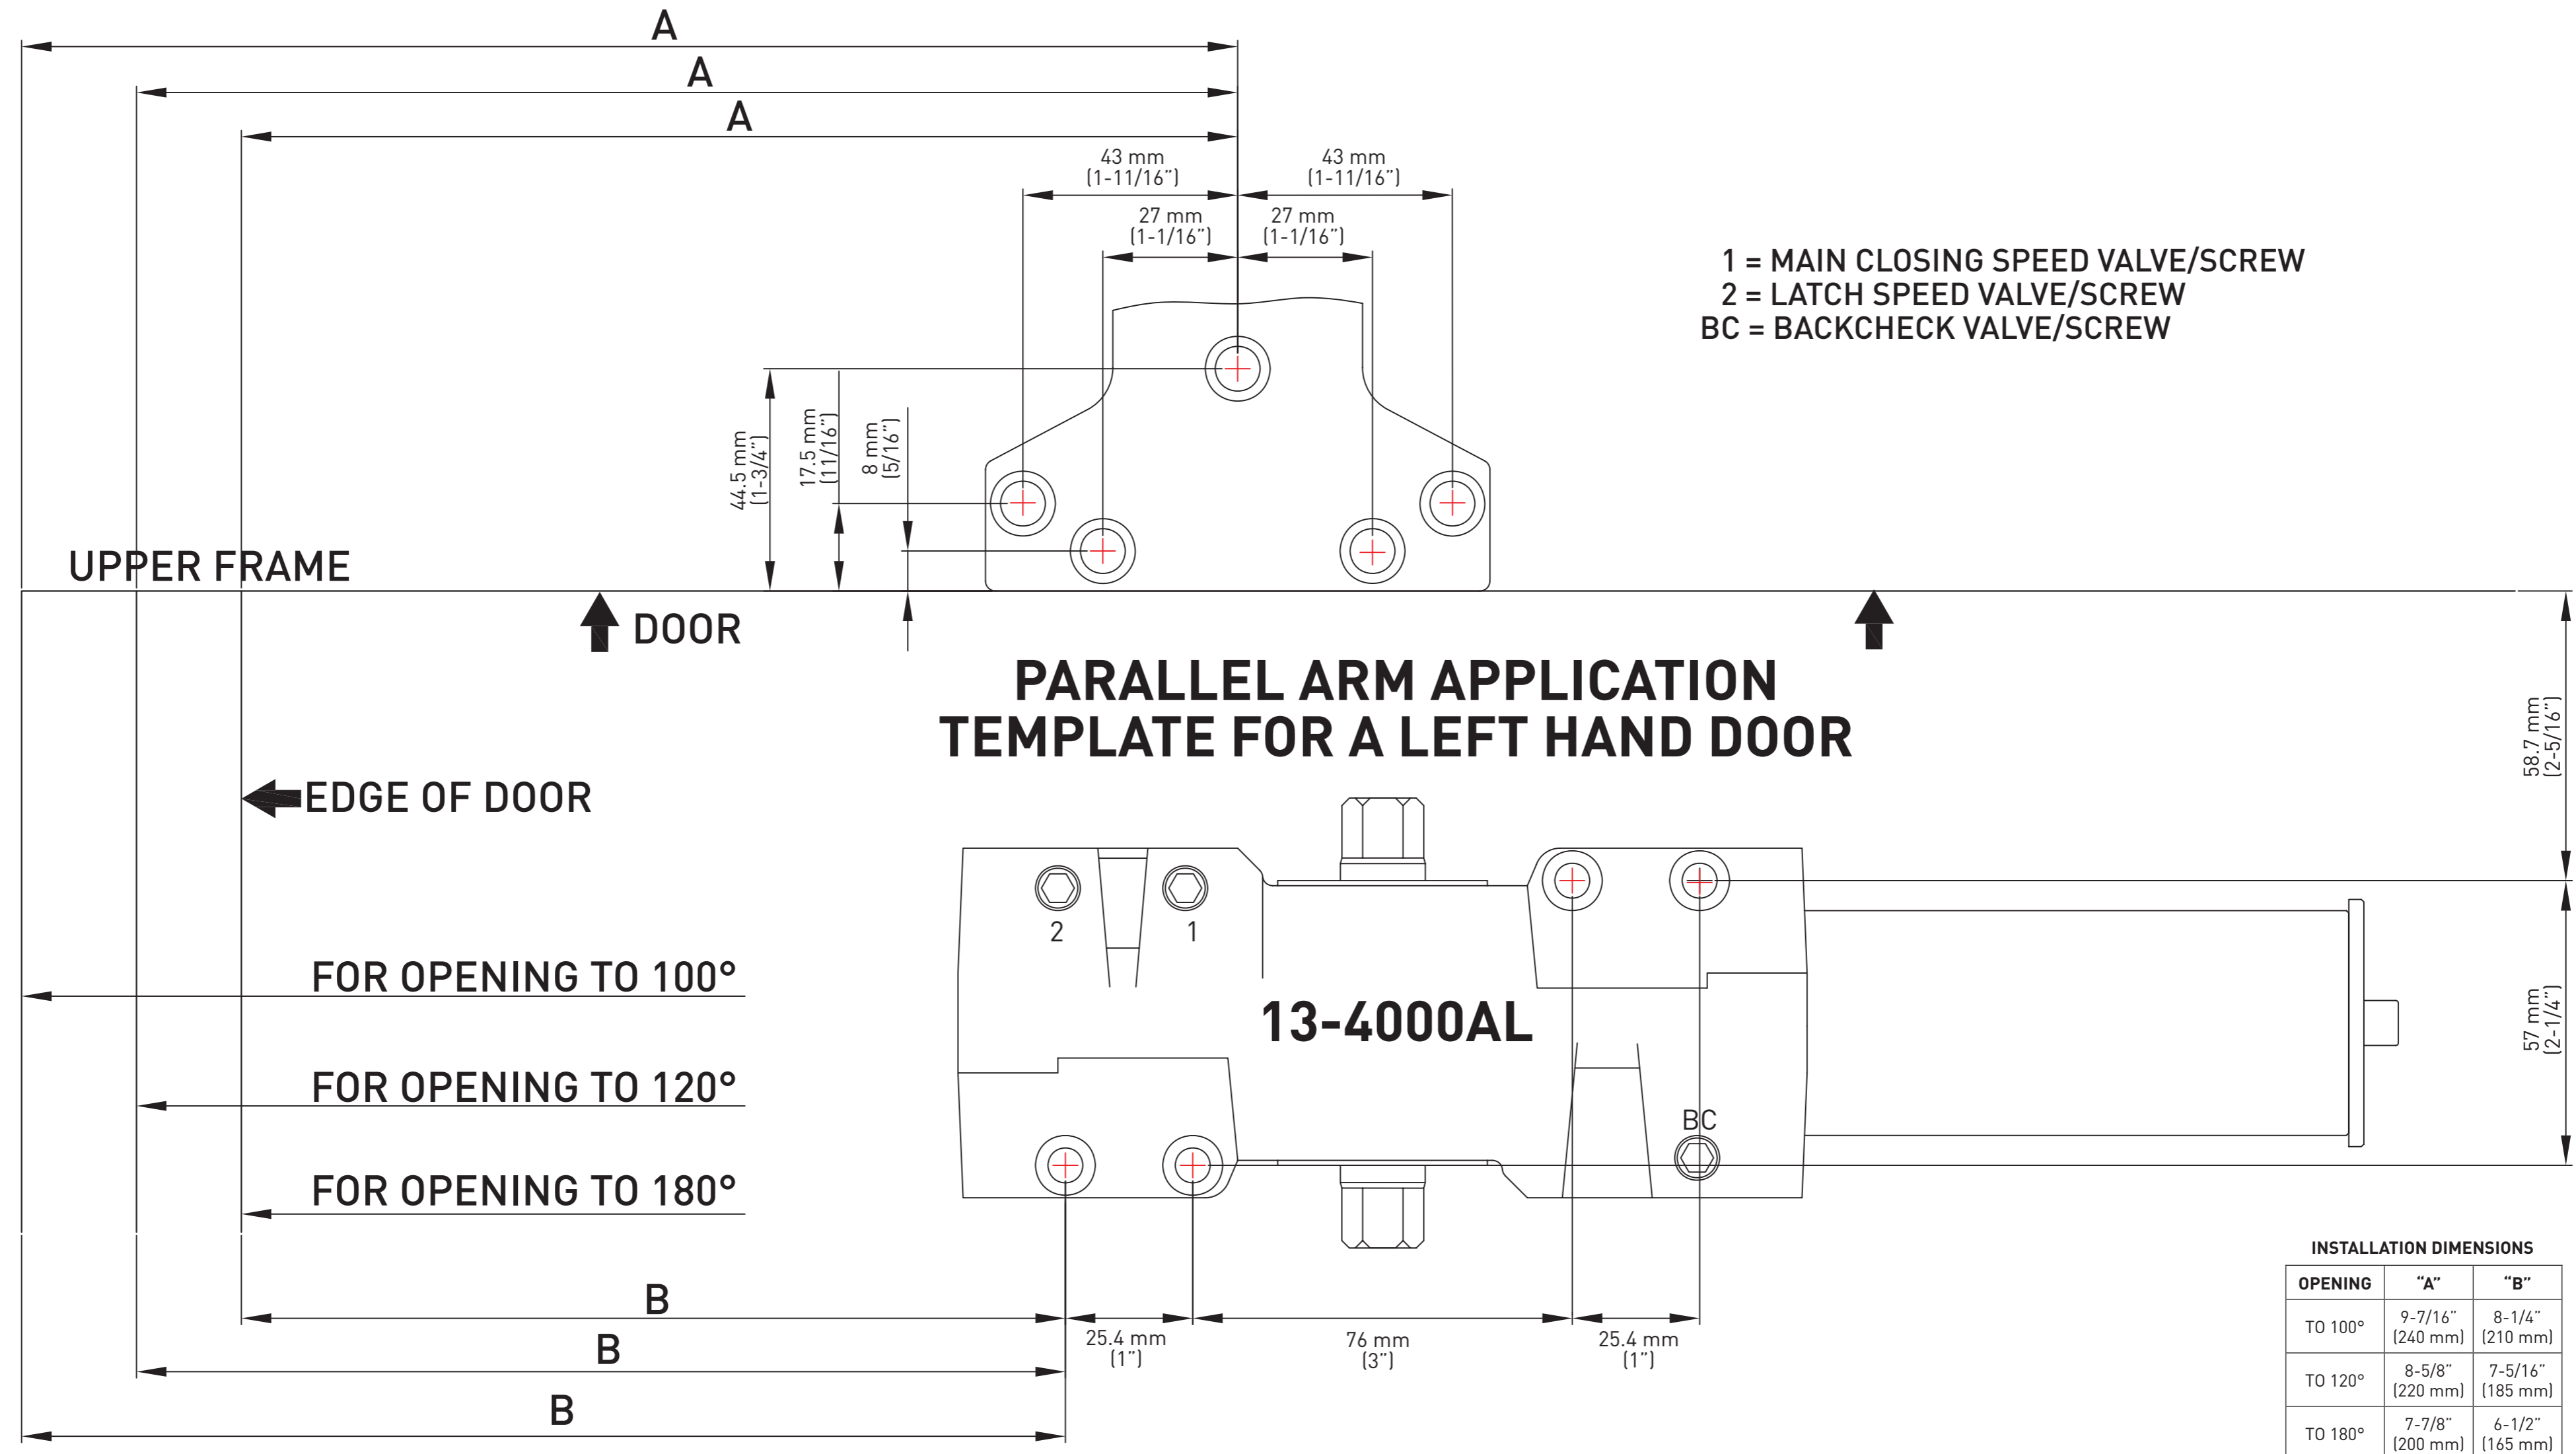 A
A
A
43 mm
(1-11/16”)
43 mm
(1-11/16”)
27 mm
(1-1/16”)
27 mm
(1-1/16”)
1 = MAIN CLOSING SPEED VALVE/SCREW
2 = LATCH SPEED VALVE/SCREW
BC = BACKCHECK VALVE/SCREW
44.5 mm
(1-3/4”)
17.5 mm
(11/16”)
8 mm
(5/16”)
UPPER FRAME
DOOR
PARALLEL ARM APPLICATION
TEMPLATE FOR A LEFT HAND DOOR
58.7 mm
(2-5/16”)
EDGE OF DOOR
2
1
FOR OPENING TO 100°
13-4000AL
57 mm
(2-1/4”)
FOR OPENING TO 120°
BC
FOR OPENING TO 180°
B
B
B
25.4 mm
(1”)
76 mm
(3”)
25.4 mm
(1”)
INSTALLATION DIMENSIONS
OPENING “A” “B”
TO 100° 9-7/16” (240 mm) 8-1/4” (210 mm)
TO 120° 8-5/8” (220 mm) 7-5/16” (185 mm)
TO 180° 7-7/8” (200 mm) 6-1/2” (165 mm)